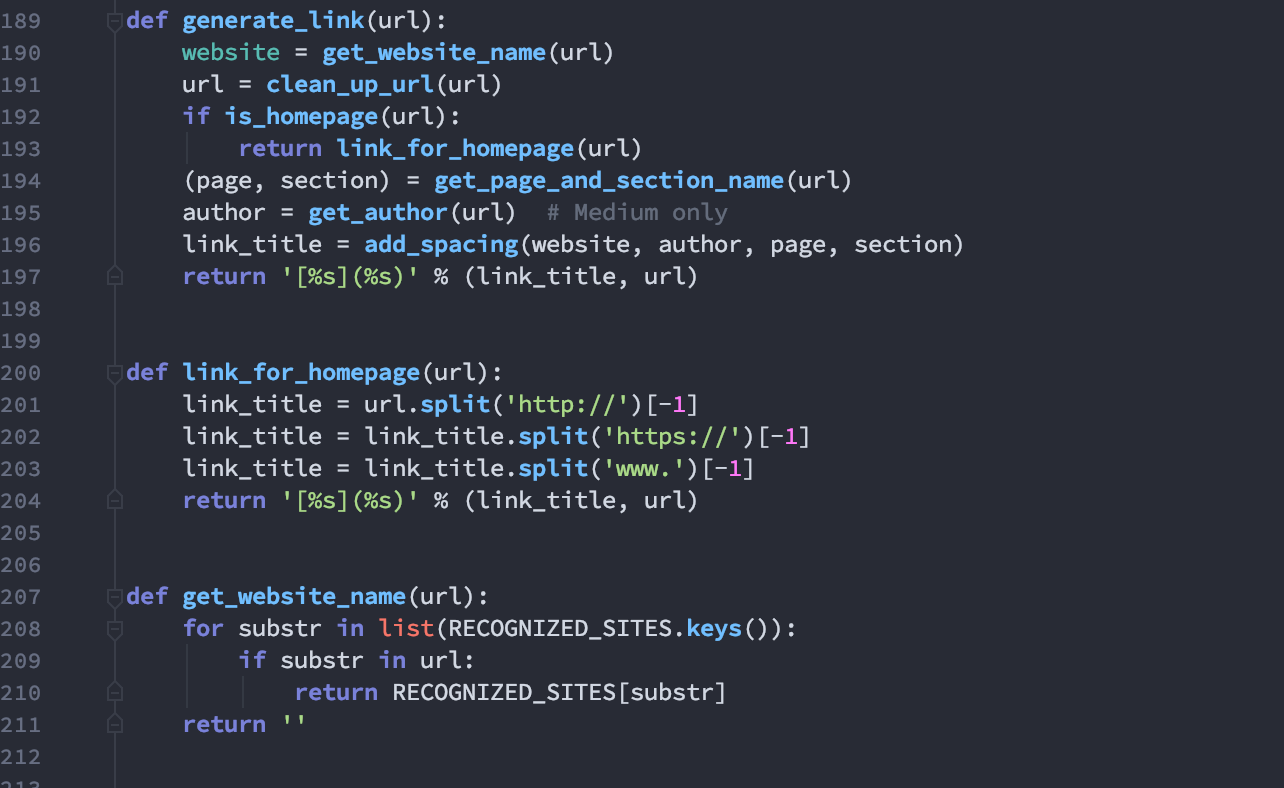 189 def generate_link(url):
190     website = get_website_name(url)
191     url = clean_up_url(url)
192     if is_homepage(url):
193         return link_for_homepage(url)
194     (page, section) = get_page_and_section_name(url)
195     author = get_author(url)  # Medium only
196     link_title = add_spacing(website, author, page, section)
197     return '[%s](%s)' % (link_title, url)
198
199
200 def link_for_homepage(url):
201     link_title = url.split('http://')[-1]
202     link_title = link_title.split('https://')[-1]
203     link_title = link_title.split('www.')[-1]
204     return '[%s](%s)' % (link_title, url)
205
206
207 def get_website_name(url):
208     for substr in list(RECOGNIZED_SITES.keys()):
209         if substr in url:
210             return RECOGNIZED_SITES[substr]
211     return ''
212